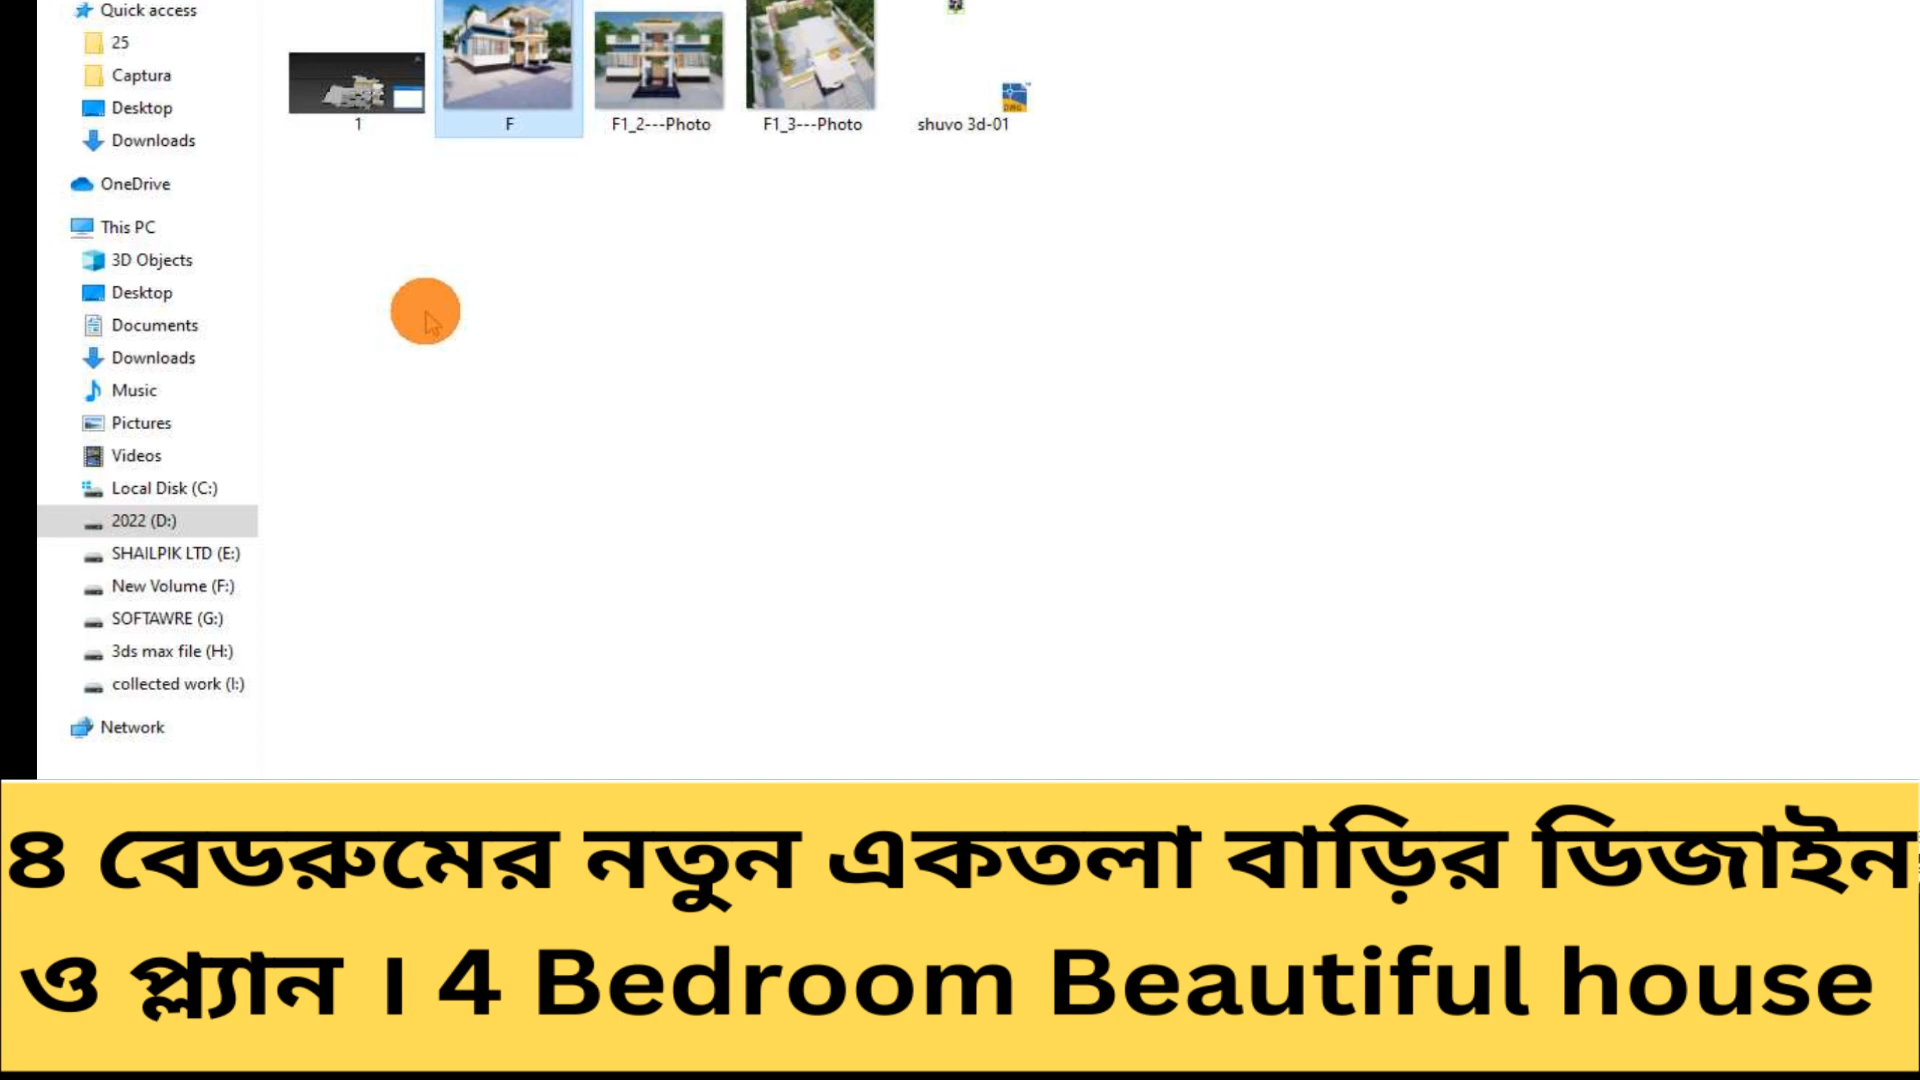 Quick access
25
Captura
Desktop
Downloads
OneDrive
This PC
3D Objects
Desktop
Documents
Downloads
Music
Pictures
Videos
Local Disk (C:)
2022 (D:)
SHAILPIK LTD (E:)
New Volume (F:)
SOFTAWRE (G:)
3ds max file (H:)
collected work (I:)
Network
1
F
F1_2---Photo
F1_3---Photo
DWG
shuvo 3d-01
৪ বেডরুমের নতুন একতলা বাড়ির ডিজাইন
ও প্ল্যান । 4 Bedroom Beautiful house